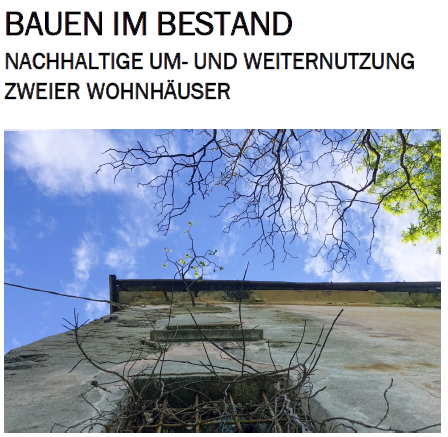 BAUEN IM BESTAND
NACHHALTIGE UM- UND WEITERNUTZUNG
ZWEIER WOHNHÄUSER